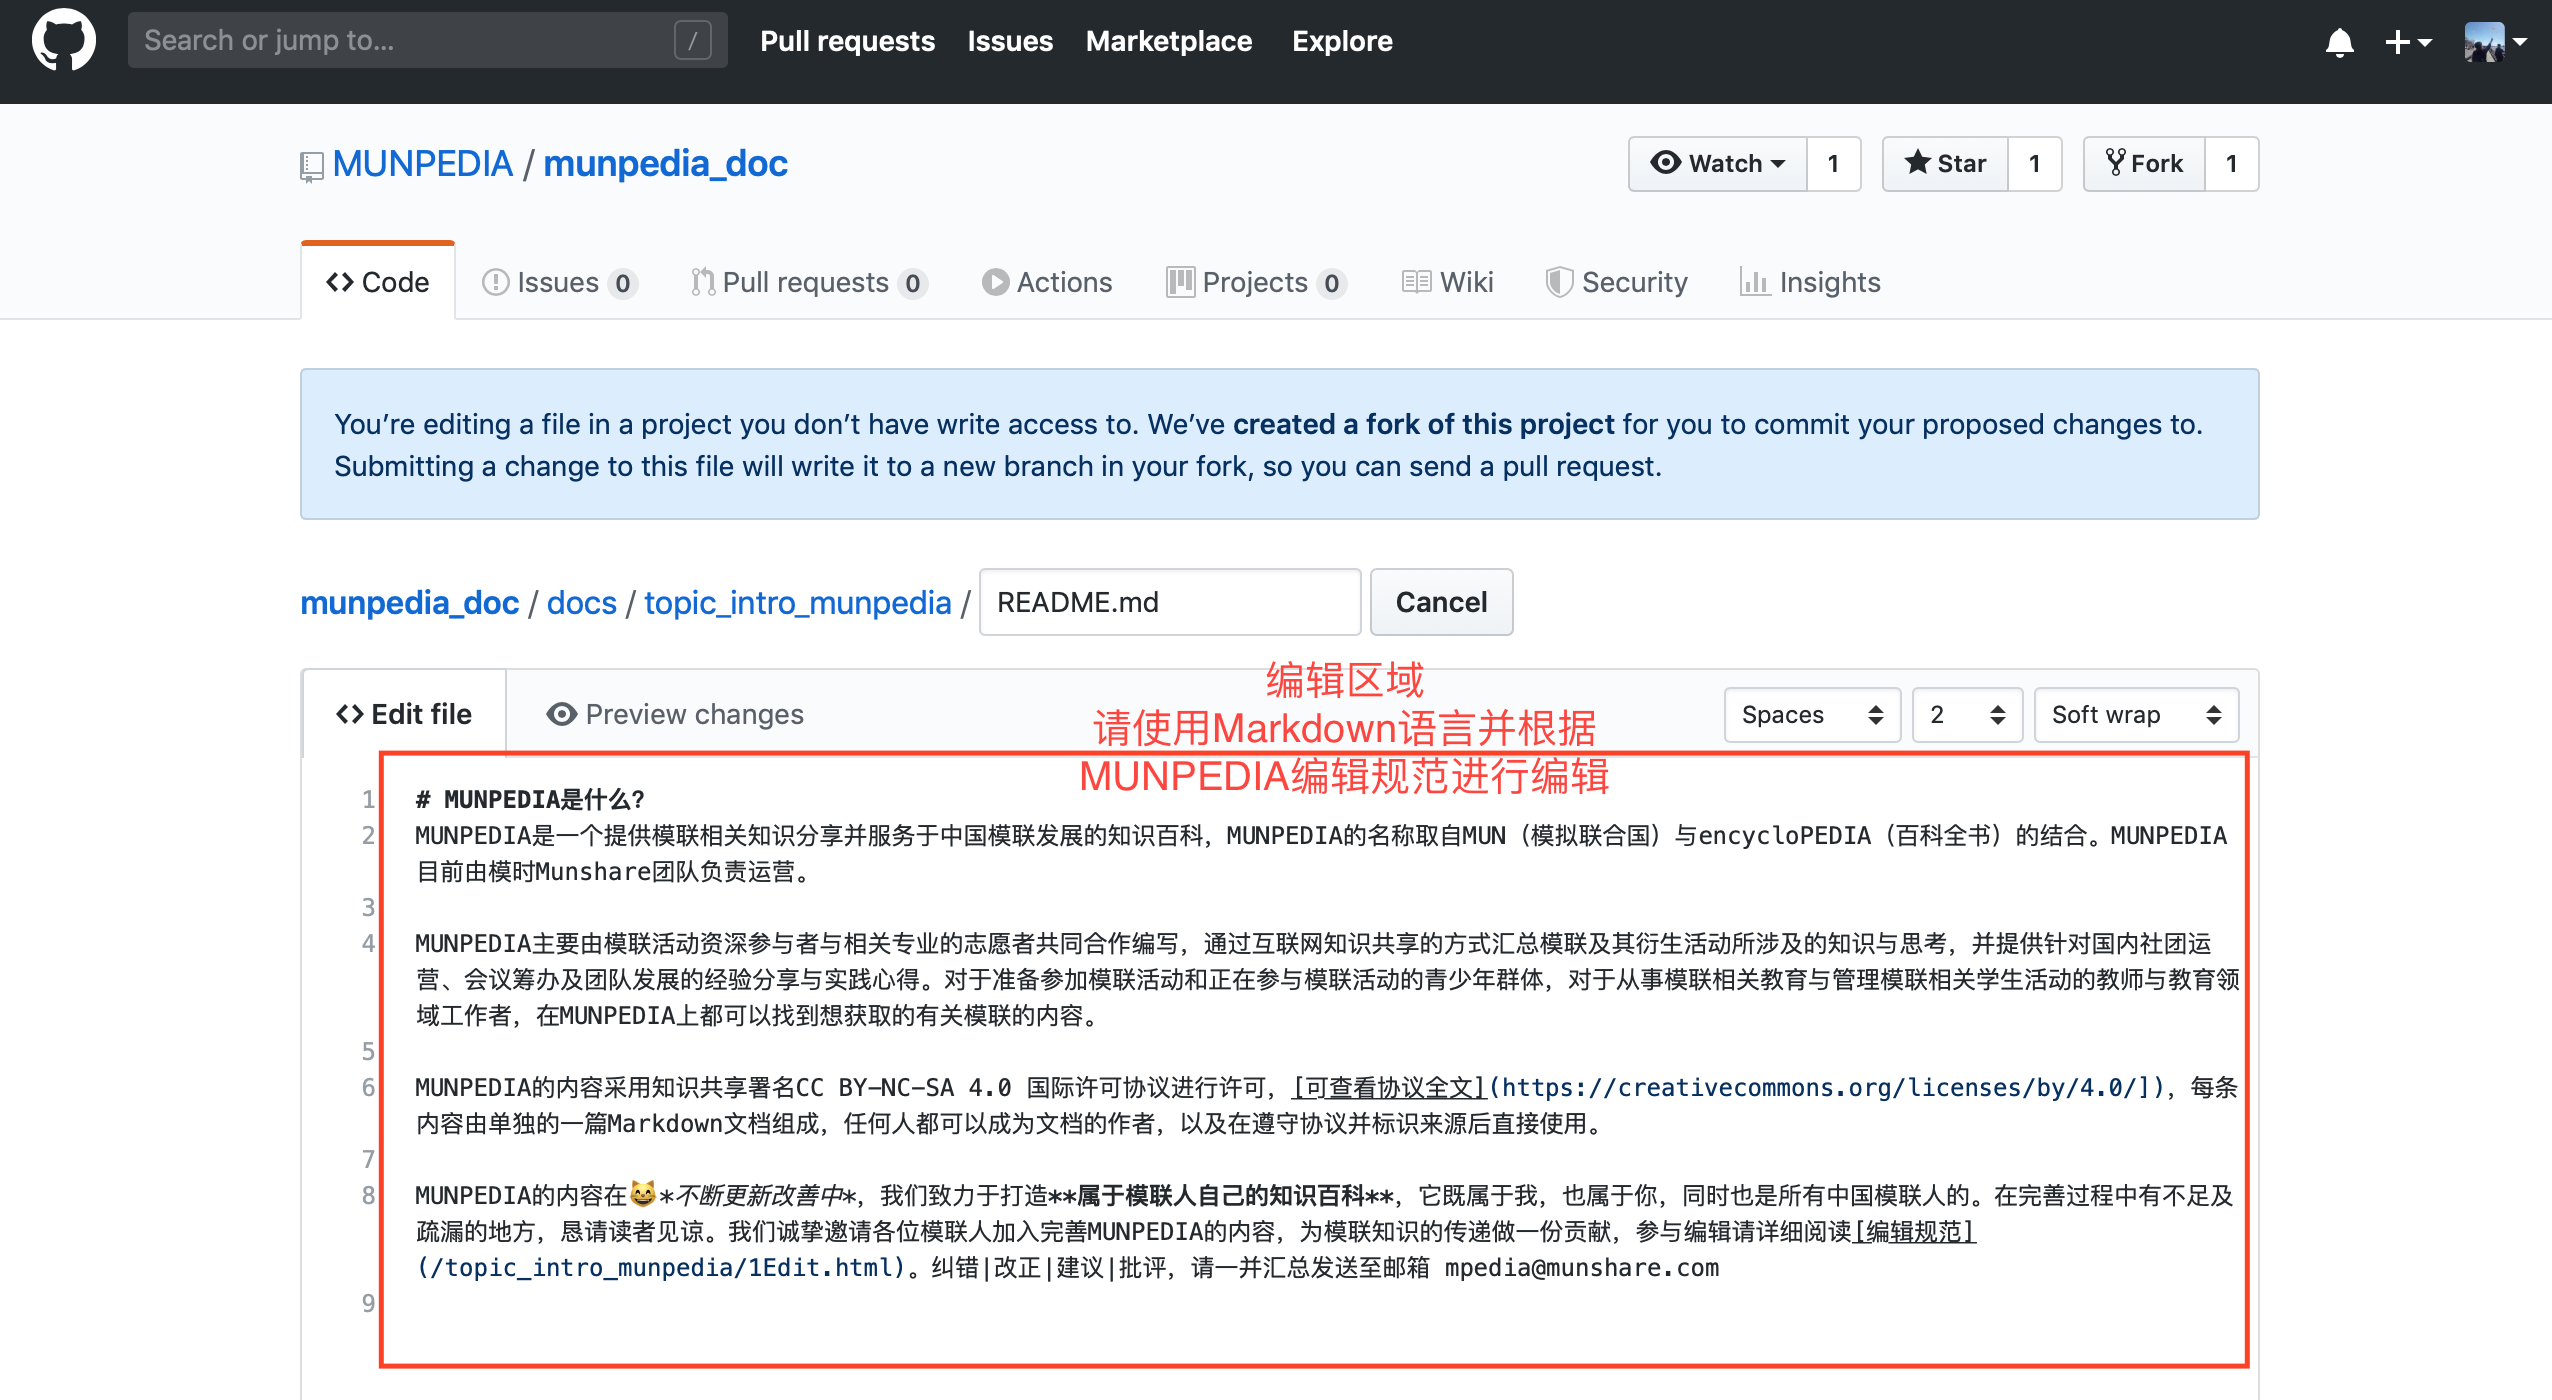 Search or jump to... /
Pull requests Issues Marketplace Explore
MUNPEDIA / munpedia_doc
Watch 1 Star 1 Fork 1
Code Issues 0 Pull requests 0 Actions Projects 0 Wiki Security Insights
You’re editing a file in a project you don’t have write access to. We’ve created a fork of this project for you to commit your proposed changes to.
Submitting a change to this file will write it to a new branch in your fork, so you can send a pull request.
munpedia_doc / docs / topic_intro_munpedia / README.md Cancel
编辑区域
请使用Markdown语言并根据
MUNPEDIA编辑规范进行编辑
Edit file Preview changes Spaces 2 Soft wrap
1 # MUNPEDIA是什么？
2 MUNPEDIA是一个提供模联相关知识分享并服务于中国模联发展的知识百科，MUNPEDIA的名称取自MUN（模拟联合国）与encycloPEDIA（百科全书）的结合。MUNPEDIA
目前由模时Munshare团队负责运营。
3
4 MUNPEDIA主要由模联活动资深参与者与相关专业的志愿者共同合作编写，通过互联网知识共享的方式汇总模联及其衍生活动所涉及的知识与思考，并提供针对国内社团运
营、会议筹办及团队发展的经验分享与实践心得。对于准备参加模联活动和正在参与模联活动的青少年群体，对于从事模联相关教育与管理模联相关学生活动的教师与教育领
域工作者，在MUNPEDIA上都可以找到想获取的有关模联的内容。
5
6 MUNPEDIA的内容采用知识共享署名CC BY-NC-SA 4.0 国际许可协议进行许可，[可查看协议全文](https://creativecommons.org/licenses/by/4.0/])，每条
内容由单独的一篇Markdown文档组成，任何人都可以成为文档的作者，以及在遵守协议并标识来源后直接使用。
7
8 MUNPEDIA的内容在😸*不断更新改善中*，我们致力于打造**属于模联人自己的知识百科**，它既属于我，也属于你，同时也是所有中国模联人的。在完善过程中有不足及
疏漏的地方，恳请读者见谅。我们诚挚邀请各位模联人加入完善MUNPEDIA的内容，为模联知识的传递做一份贡献，参与编辑请详细阅读[编辑规范]
(/topic_intro_munpedia/1Edit.html)。纠错|改正|建议|批评，请一并汇总发送至邮箱 mpedia@munshare.com
9